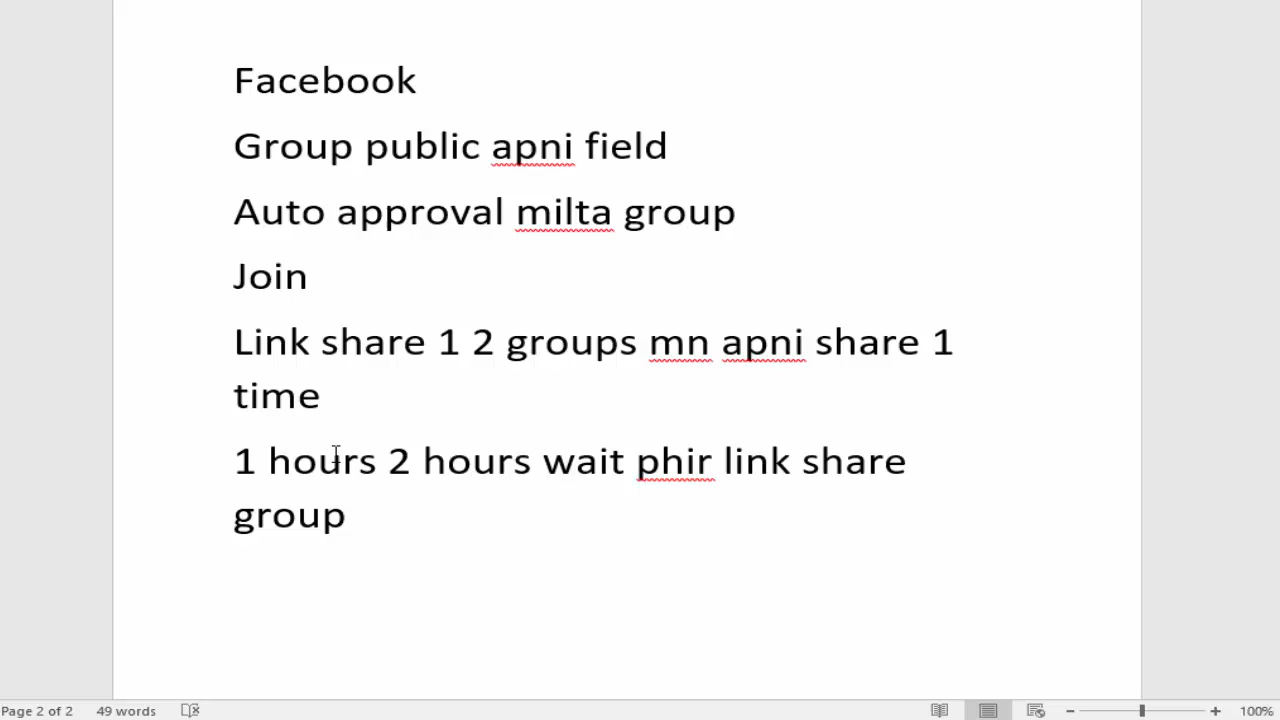 Facebook
Group public apni field
Auto approval milta group
Join
Link share 1 2 groups mn apni share 1
time
1 hours 2 hours wait phir link share
group
Page 2 of 2 49 words 100%